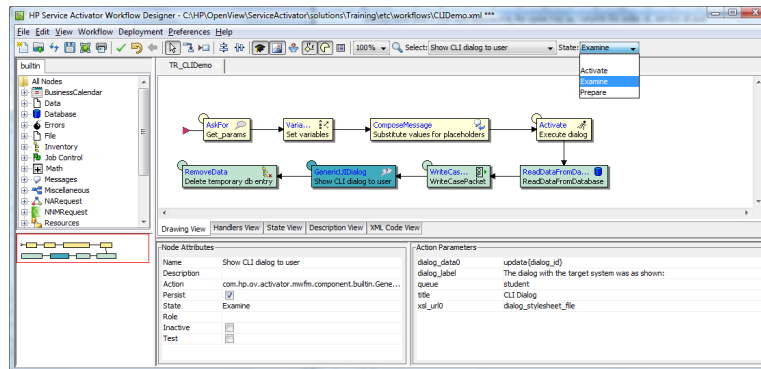 HP Service Activator Workflow Designer - C:\HP\OpenView\ServiceActivator\solutions\Training\etc\workflows\CLIDemo.xml ***
File Edit View Workflow Deployment Preferences Help
100% Select: Show CLI dialog to user State: Examine
Activate
Examine
Prepare
builtin
TR_CLIDemo
All Nodes
BusinessCalendar
Data
Database
Errors
File
Inventory
Job Control
Math
Messages
Miscellaneous
NARequest
NNMRequest
Resources
AskFor
Get_params
Varia...
Set variables
ComposeMessage
Substitute values for placeholders
Activate
Execute dialog
RemoveData
Delete temporary db entry
GenericUIDialog
Show CLI dialog to user
WriteCas...
WriteCasePacket
ReadDataFromDa...
ReadDataFromDatabase
Drawing View Handlers View State View Description View XML Code View
Node Attributes
Name Show CLI dialog to user
Description
Action com.hp.ov.activator.mwfm.component.builtin.Gene...
Persist
State Examine
Role
Inactive
Test
Action Parameters
dialog_data0 updata{dialog_id}
dialog_label The dialog with the target system was as shown:
queue student
title CLI Dialog
xsl_url0 dialog_stylesheet_file